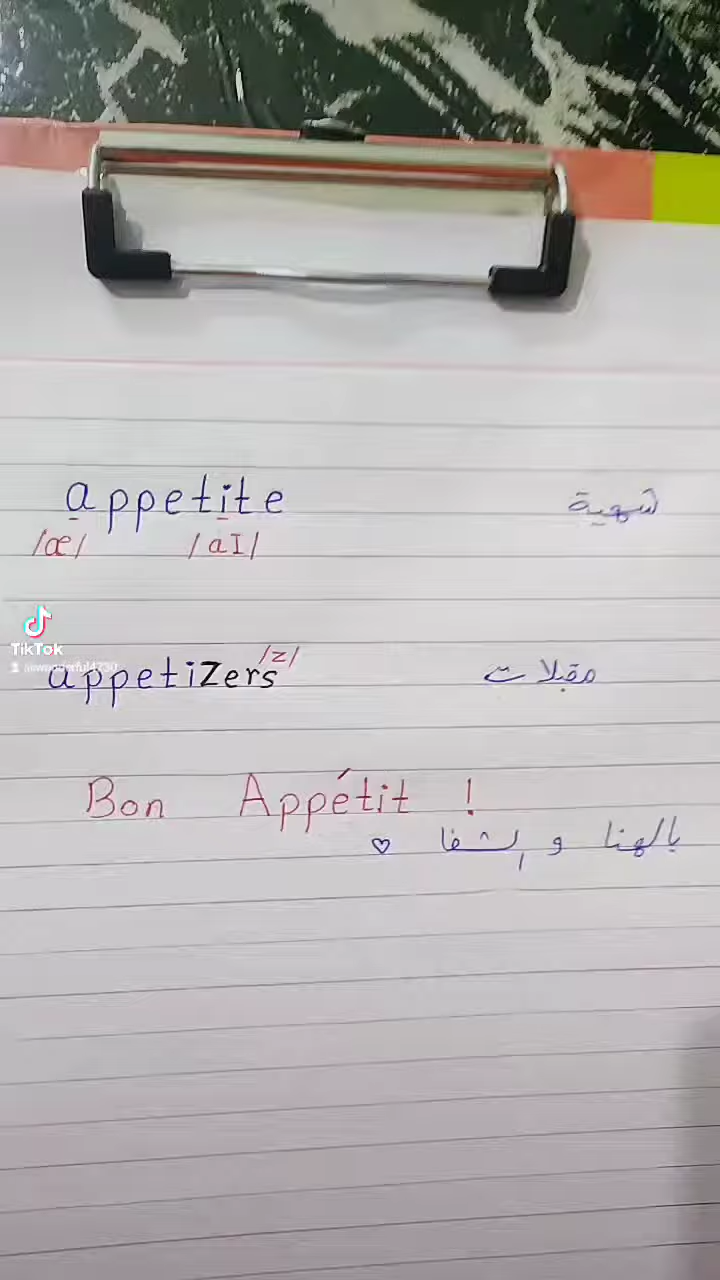 appetite شهية
/æ/ /aI/
TikTok
/z/
appetizers مقبلات
Bon Appétit !
بالهنا و الشفا ♡